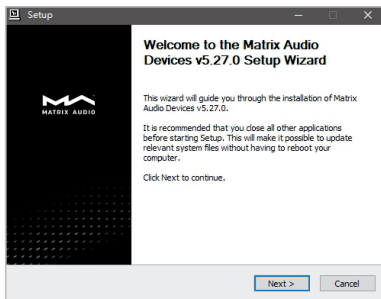 Setup
Welcome to the Matrix Audio
Devices v5.27.0 Setup Wizard
MATRIX AUDIO
This wizard will guide you through the installation of Matrix
Audio Devices v5.27.0.
It is recommended that you close all other applications
before starting Setup. This will make it possible to update
relevant system files without having to reboot your
computer.
Click Next to continue.
Next >
Cancel